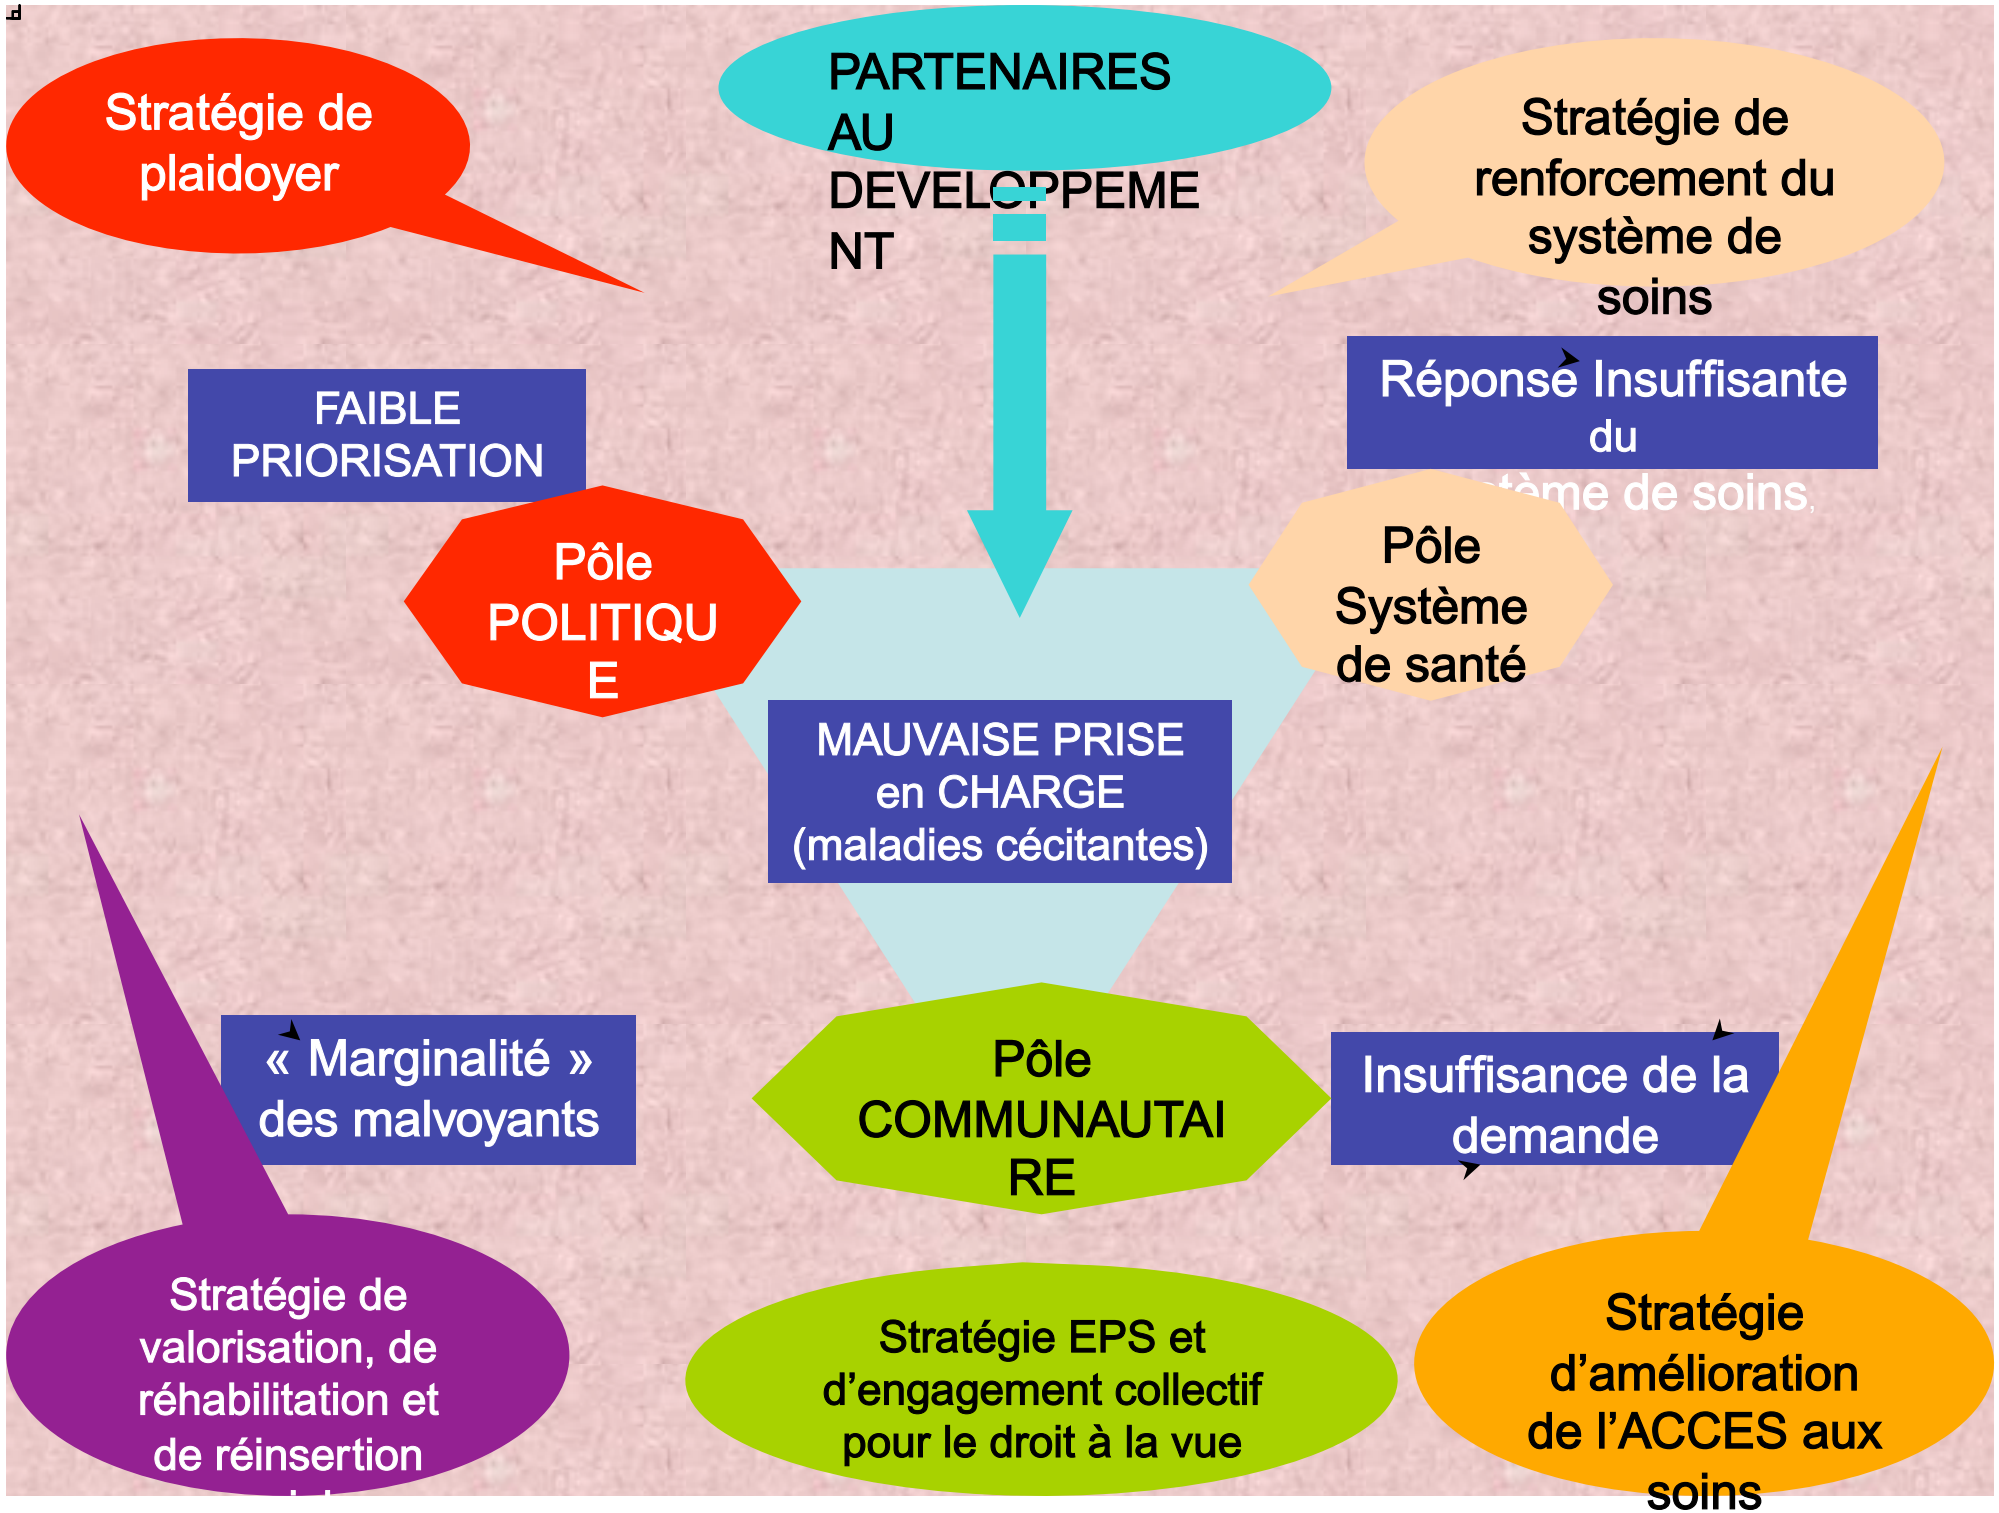 Stratégie de
plaidoyer
PARTENAIRES
AU
DEVELOPPEME
NT
Stratégie de
renforcement du
système de
soins
FAIBLE
PRIORISATION
Réponse Insuffisante
du
de soins,
Pôle
POLITIQU
E
Pôle
Système
de santé
MAUVAISE PRISE
en CHARGE
(maladies cécitantes)
« Marginalité »
des malvoyants
Pôle
COMMUNAUTAI
RE
Insuffisance de la
demande
Stratégie de
valorisation, de
réhabilitation et
de réinsertion
Stratégie EPS et
d’engagement collectif
pour le droit à la vue
Stratégie
d’amélioration
de l’ACCES aux
soins